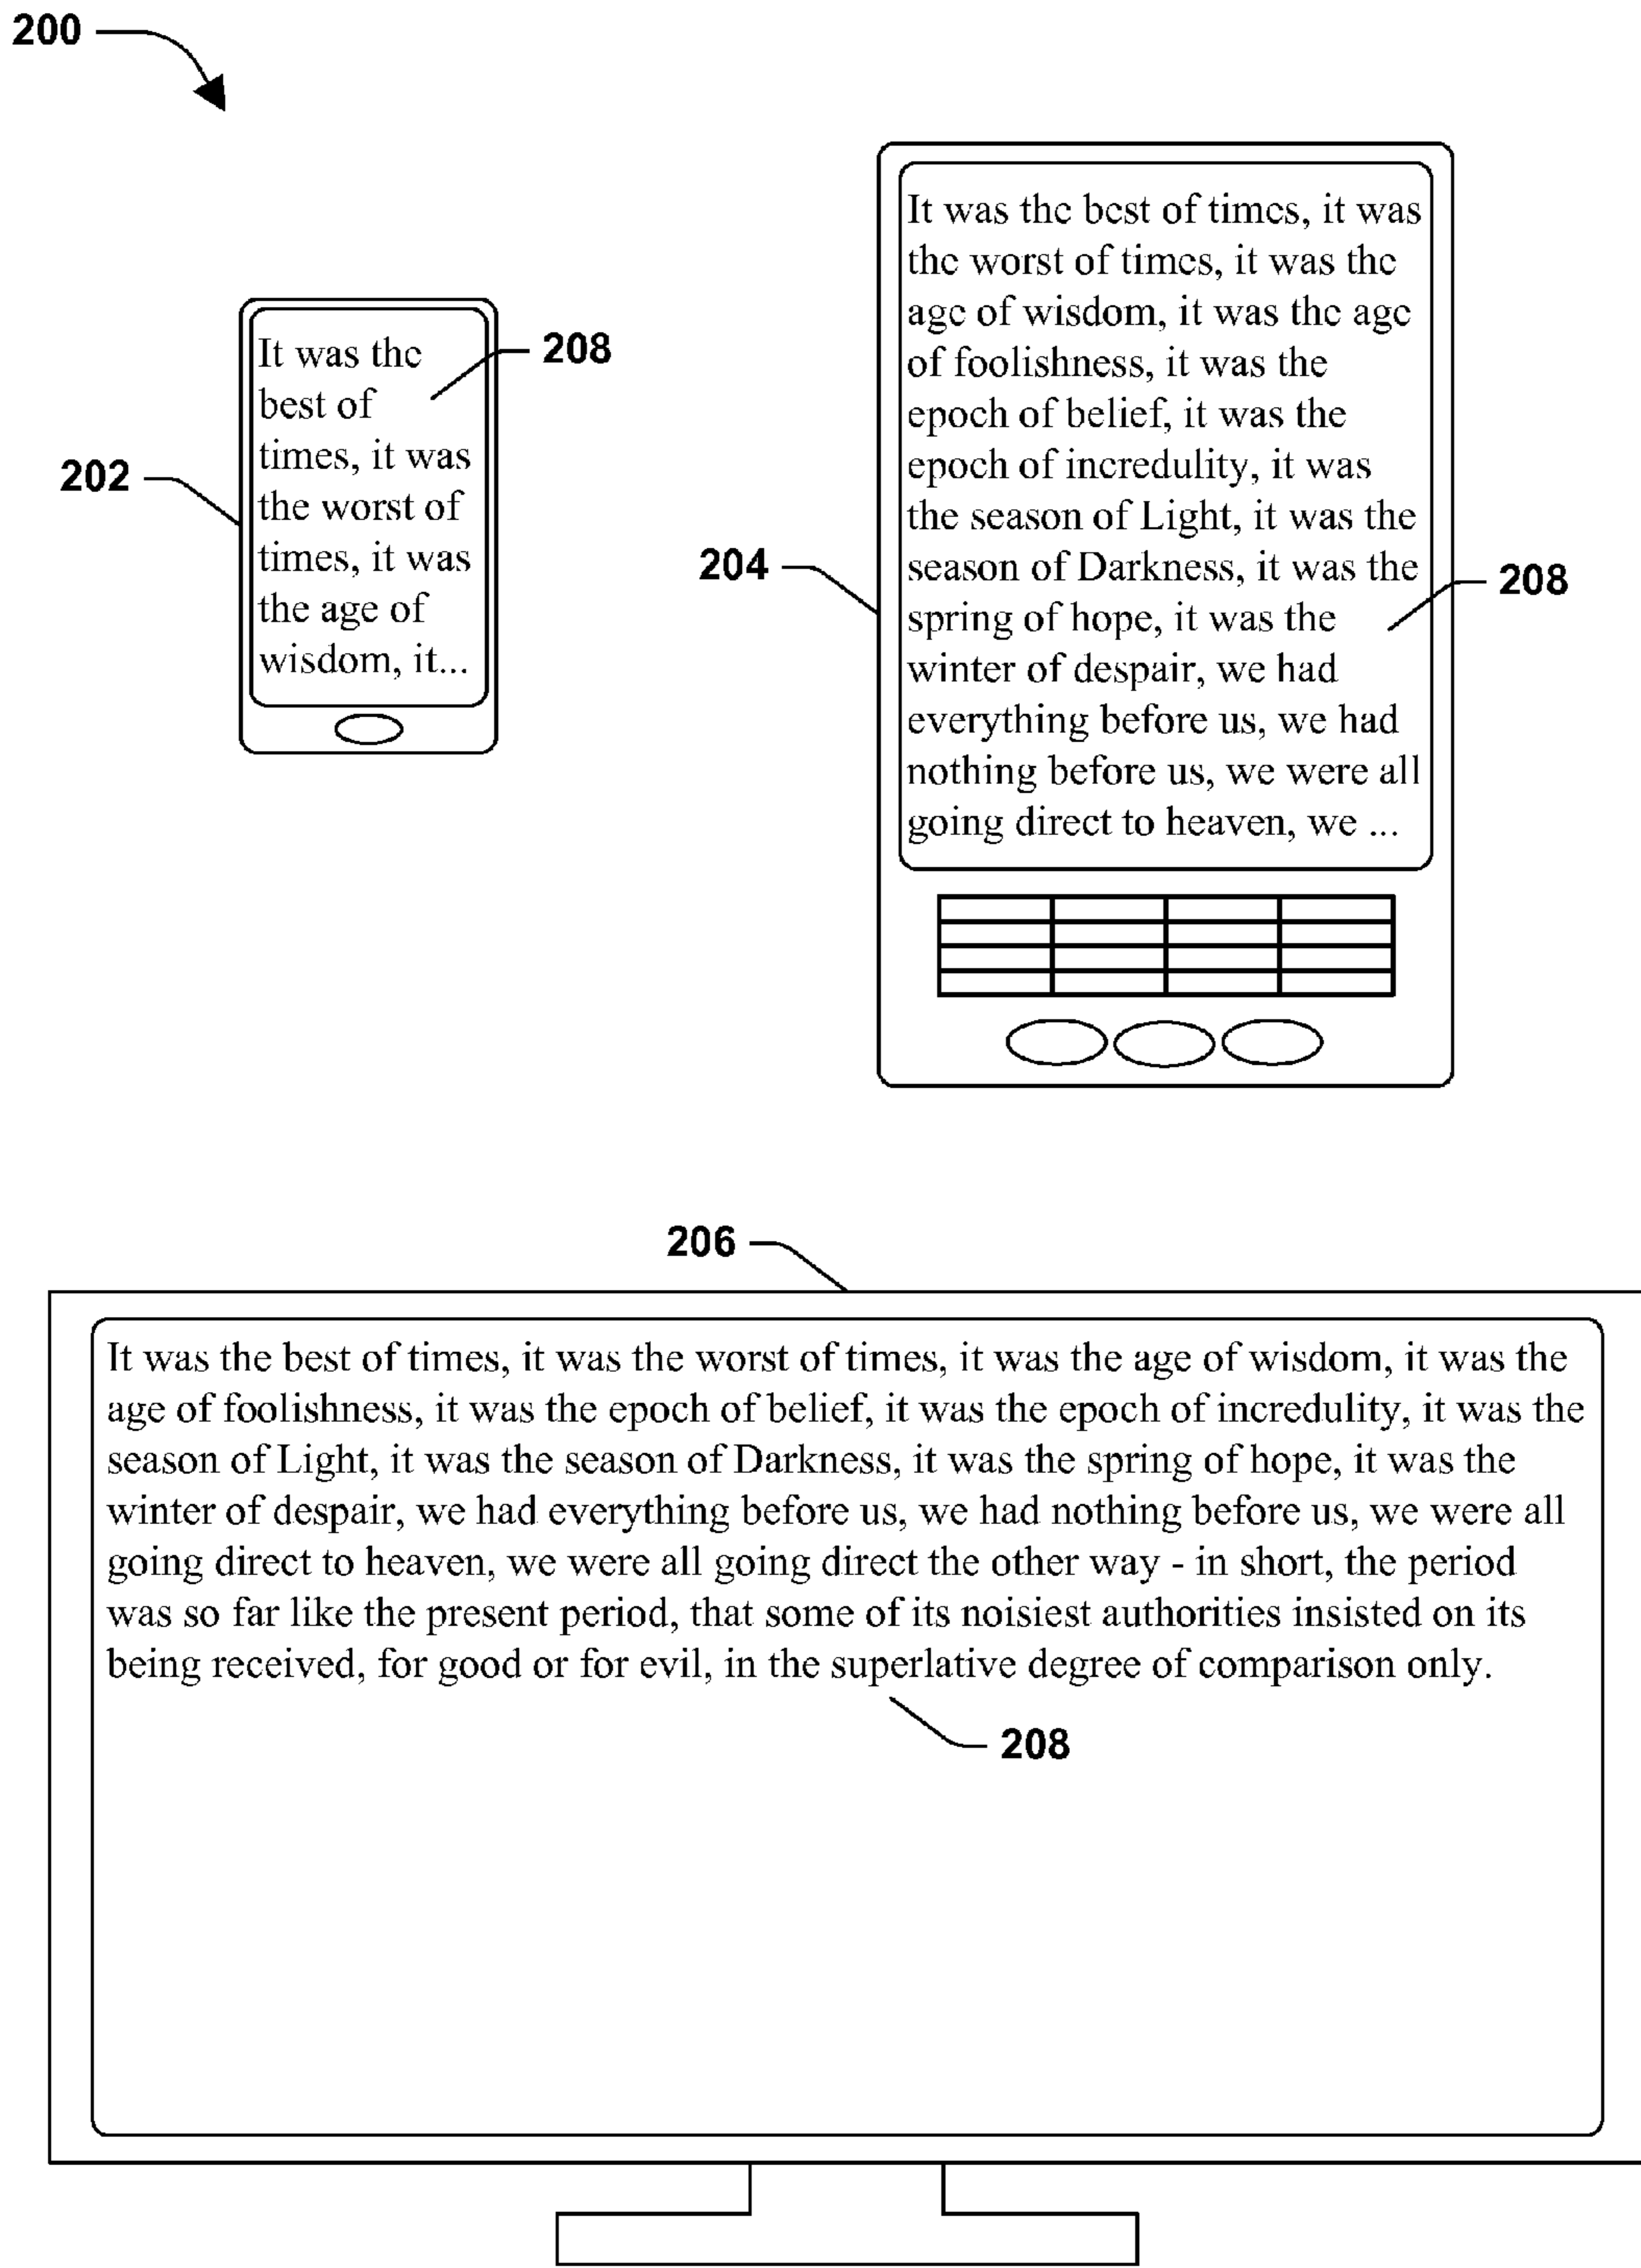 200
It was the
best of
times, it was
the worst of
times, it was
the age of
wisdom, it...
208
202
It was the best of times, it was
the worst of times, it was the
age of wisdom, it was the age
of foolishness, it was the
epoch of belief, it was the
epoch of incredulity, it was
the season of Light, it was the
season of Darkness, it was the
spring of hope, it was the
winter of despair, we had
everything before us, we had
nothing before us, we were all
going direct to heaven, we ...
204
208
206
It was the best of times, it was the worst of times, it was the age of wisdom, it was the
age of foolishness, it was the epoch of belief, it was the epoch of incredulity, it was the
season of Light, it was the season of Darkness, it was the spring of hope, it was the
winter of despair, we had everything before us, we had nothing before us, we were all
going direct to heaven, we were all going direct the other way - in short, the period
was so far like the present period, that some of its noisiest authorities insisted on its
being received, for good or for evil, in the superlative degree of comparison only.
208